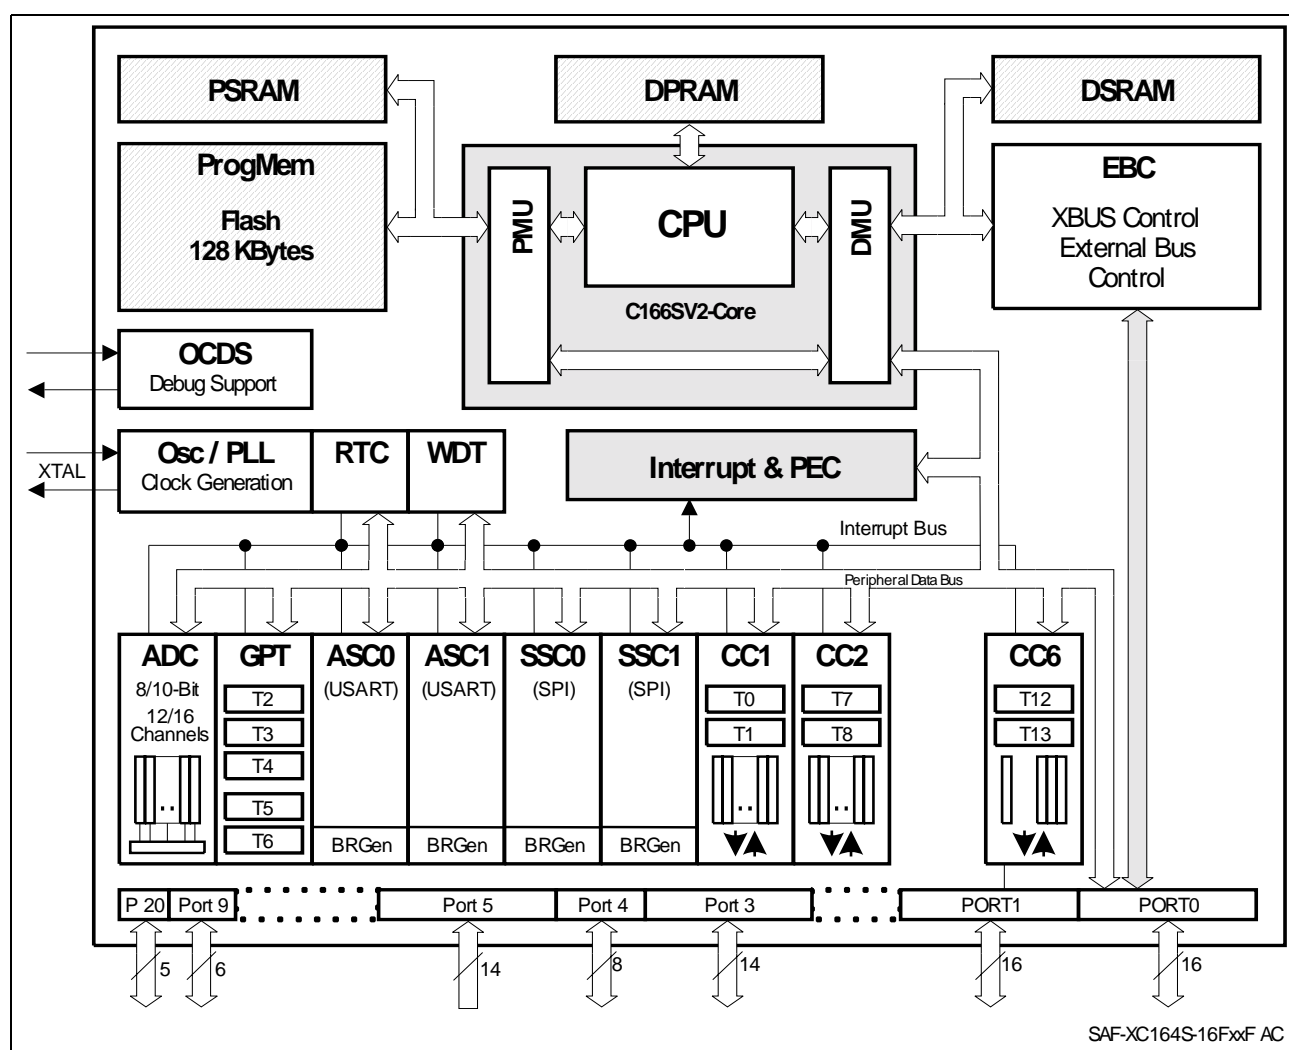 PSRAM
DPRAM
DSRAM
ProgMem
Flash
128 KBytes
PMU
CPU
DMU
C166SV2-Core
EBC
XBUS Control
External Bus
Control
OCDS
Debug Support
XTAL
Osc / PLL
Clock Generation
RTC
WDT
Interrupt & PEC
Interrupt Bus
Peripheral Data Bus
ADC
8/10-Bit
12/16
Channels
..
GPT
T2
T3
T4
T5
T6
ASC0
(USART)
BRGen
ASC1
(USART)
BRGen
SSC0
(SPI)
BRGen
SSC1
(SPI)
BRGen
CC1
T0
T1
..
CC2
T7
T8
..
CC6
T12
T13
P 20
Port 9
Port 5
Port 4
Port 3
PORT1
PORT0
5
6
14
8
14
16
16
SAF-XC164S-16FxxF AC